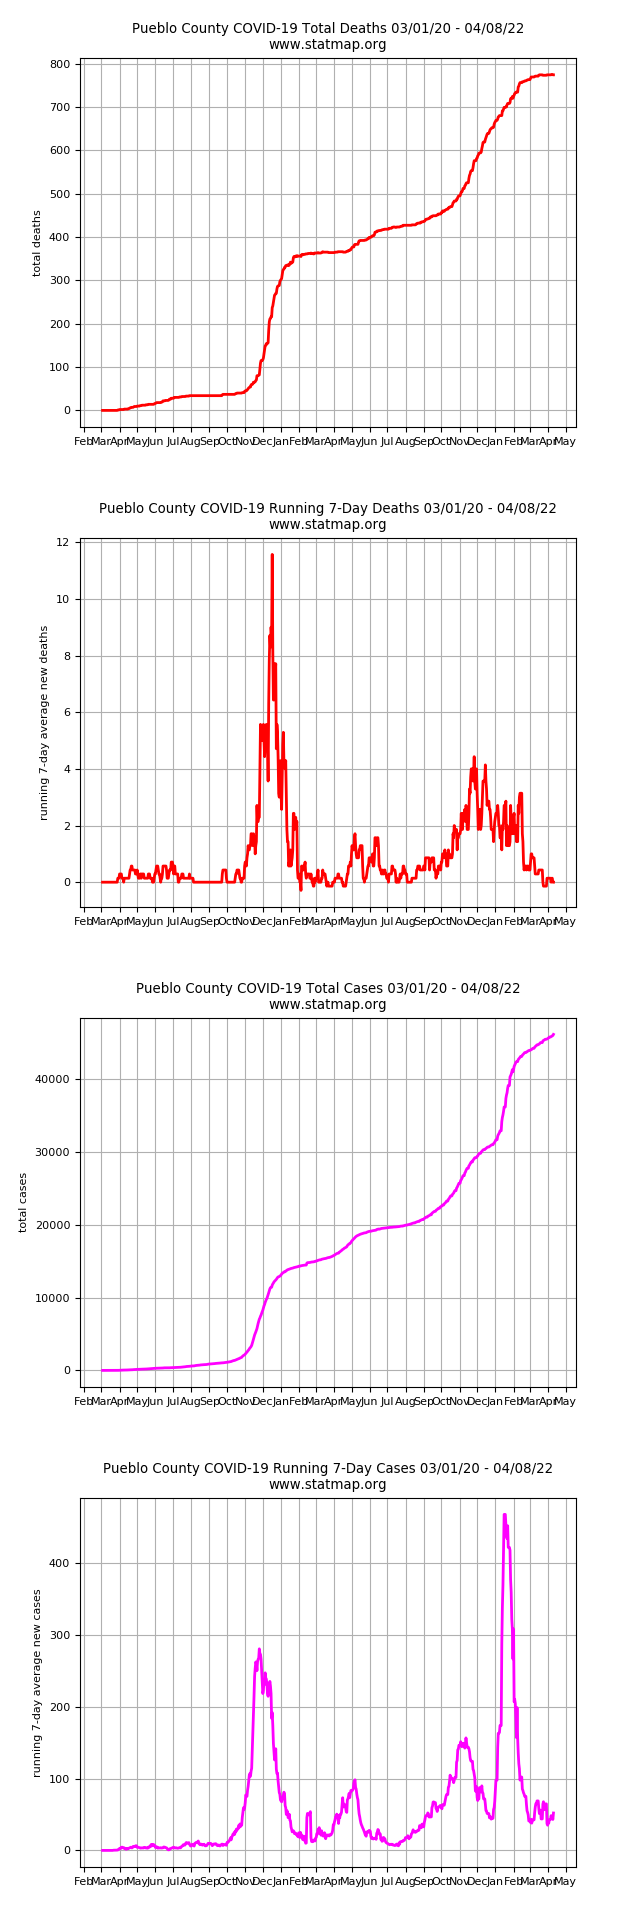 Pueblo County COVID-19 Total Deaths 03/01/20 - 04/08/22
www.statmap.org
800
700
600
500
400
300
200
100
0
total deaths
Feb Mar Apr May Jun Jul Aug Sep Oct Nov Dec Jan Feb Mar Apr May Jun Jul Aug Sep Oct Nov Dec Jan Feb Mar Apr May
Pueblo County COVID-19 Running 7-Day Deaths 03/01/20 - 04/08/22
www.statmap.org
12
10
8
6
4
2
0
running 7-day average new deaths
Feb Mar Apr May Jun Jul Aug Sep Oct Nov Dec Jan Feb Mar Apr May Jun Jul Aug Sep Oct Nov Dec Jan Feb Mar Apr May
Pueblo County COVID-19 Total Cases 03/01/20 - 04/08/22
www.statmap.org
40000
30000
20000
10000
0
total cases
Feb Mar Apr May Jun Jul Aug Sep Oct Nov Dec Jan Feb Mar Apr May Jun Jul Aug Sep Oct Nov Dec Jan Feb Mar Apr May
Pueblo County COVID-19 Running 7-Day Cases 03/01/20 - 04/08/22
www.statmap.org
400
300
200
100
0
running 7-day average new cases
Feb Mar Apr May Jun Jul Aug Sep Oct Nov Dec Jan Feb Mar Apr May Jun Jul Aug Sep Oct Nov Dec Jan Feb Mar Apr May